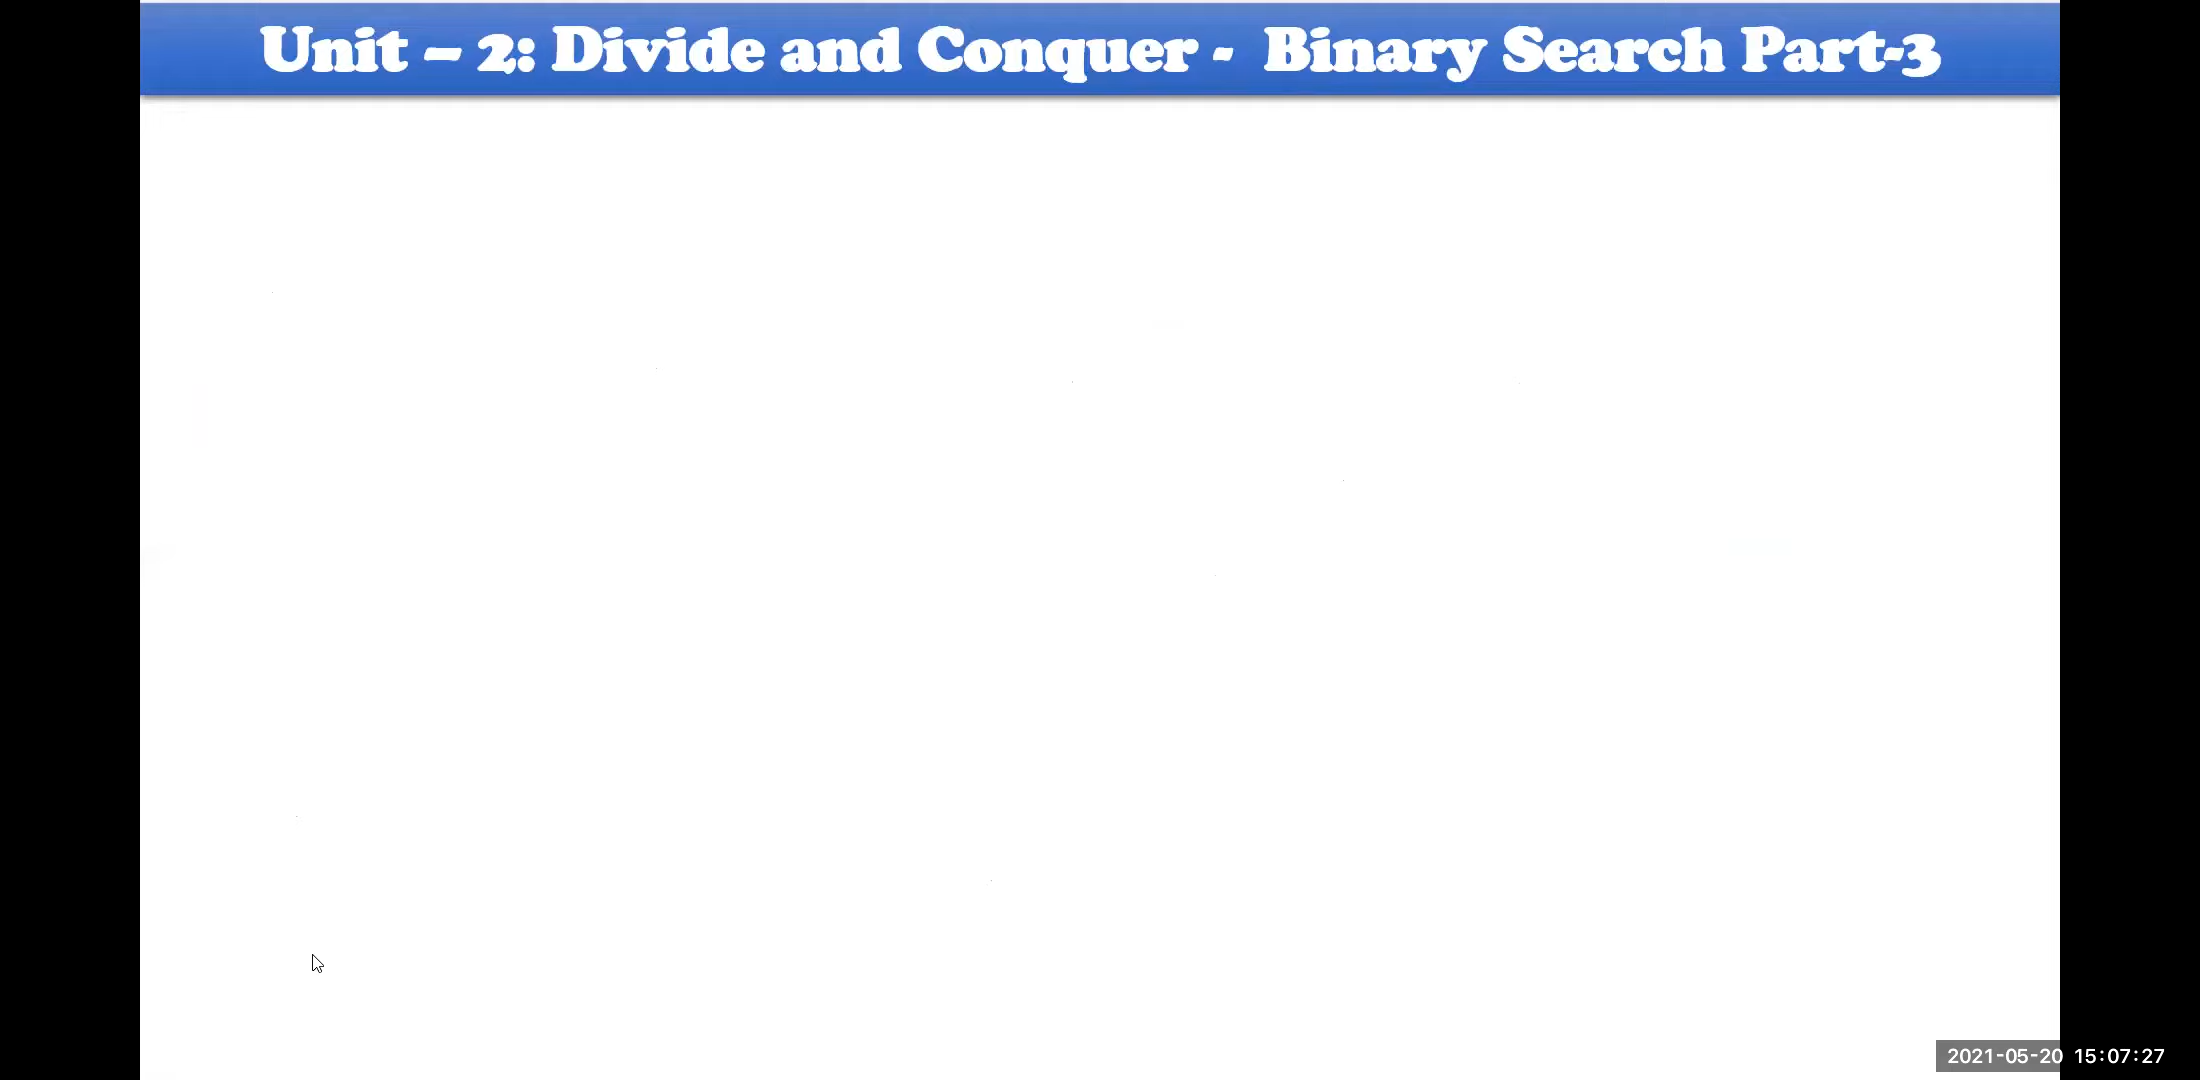 Unit – 2: Divide and Conquer - Binary Search Part-3
2021-05-20 15:07:27